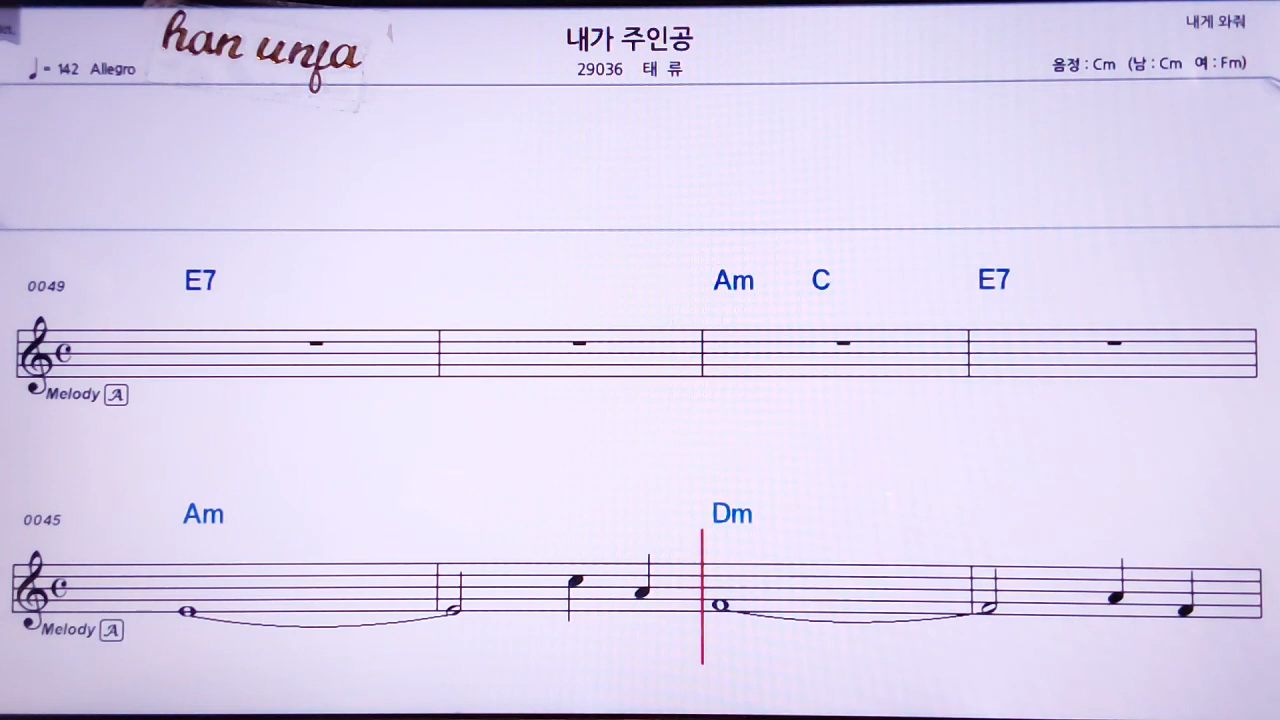 han unfa
내가 주인공
내게 와줘
♩= 142 Allegro
29036 태 류
음정 : Cm (남 : Cm 여 : Fm)
0049 E7 Am C E7
Melody A
0045 Am Dm
Melody A